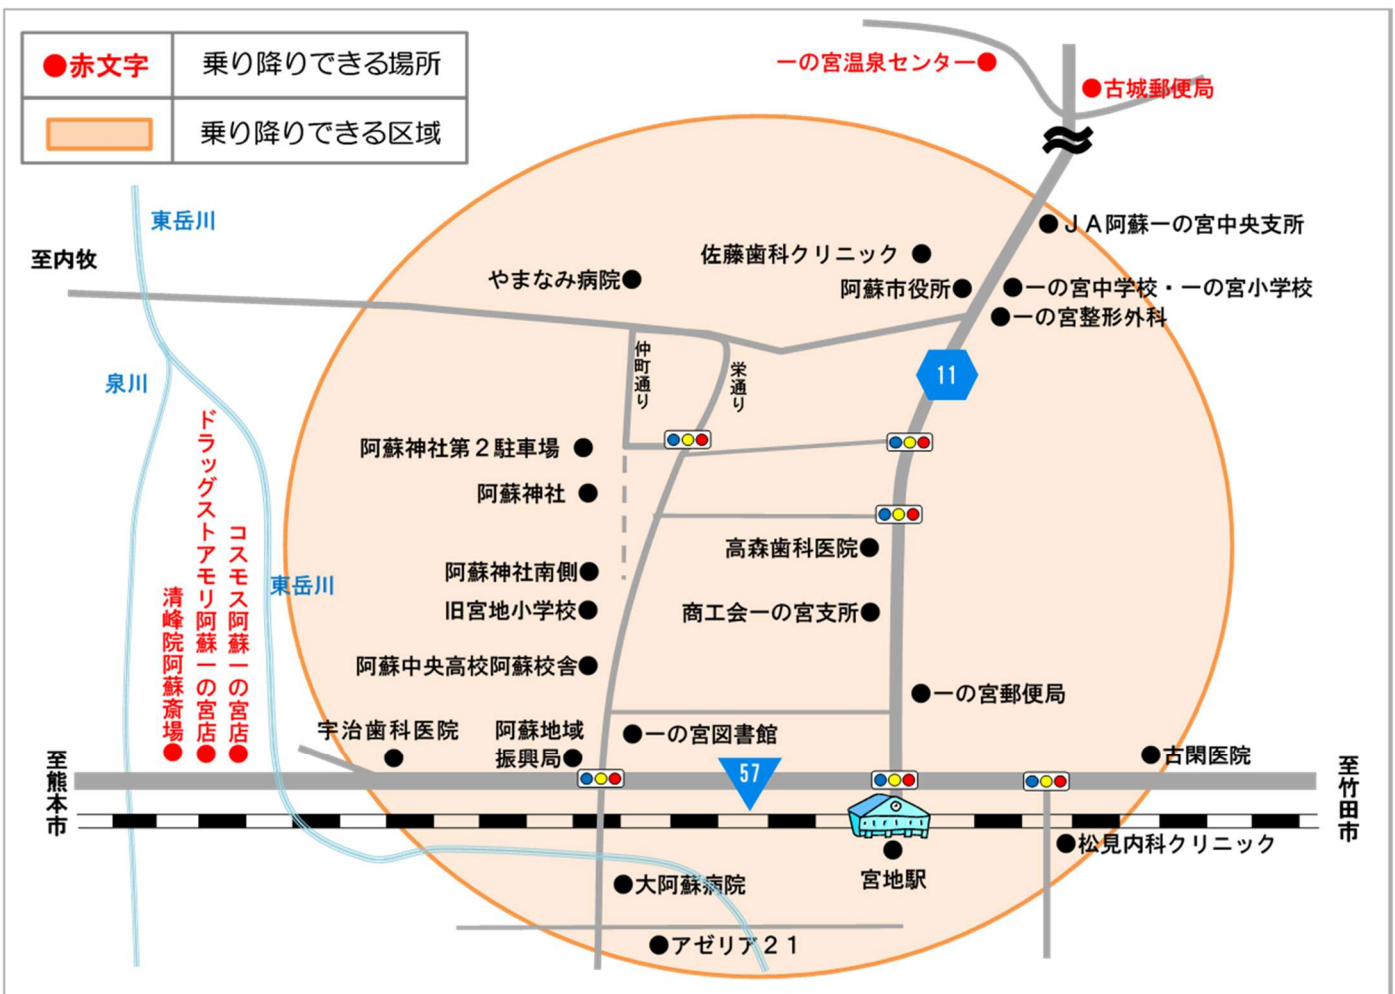 ●赤文字
乗り降りできる場所
乗り降りできる区域
一の宮温泉センター
古城郵便局
東岳川
至内牧
JA阿蘇一の宮中央支所
佐藤歯科クリニック
やまなみ病院
阿蘇市役所
一の宮中学校・一の宮小学校
一の宮整形外科
仲町通り
栄通り
11
泉川
ドラッグストアモリ阿蘇一の宮店
コスモス阿蘇一の宮店
清峰院阿蘇斎場
東岳川
阿蘇神社第2駐車場
阿蘇神社
高森歯科医院
阿蘇神社南側
旧宮地小学校
商工会一の宮支所
阿蘇中央高校阿蘇校舎
一の宮郵便局
宇治歯科医院
阿蘇地域
振興局
一の宮図書館
57
古閑医院
至熊本市
至竹田市
松見内科クリニック
宮地駅
大阿蘇病院
アゼリア21